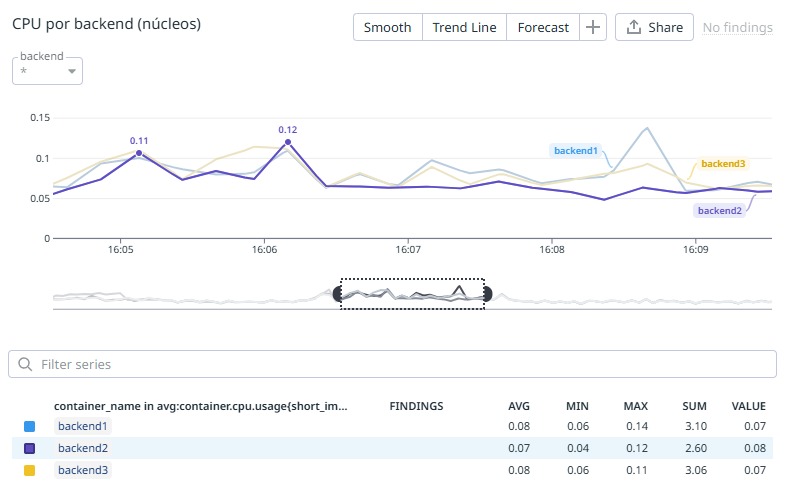 CPU por backend (núcleos)
Smooth Trend Line Forecast Share No findings
backend
*
0.15
0.1
0.05
0
0.11
0.12
backend1
backend3
backend2
16:05 16:06 16:07 16:08 16:09
Filter series
container_name in avg:container.cpu.usage{short_im... FINDINGS AVG MIN MAX SUM VALUE
backend1 0.08 0.06 0.14 3.10 0.07
backend2 0.07 0.04 0.12 2.60 0.08
backend3 0.08 0.06 0.11 3.06 0.07